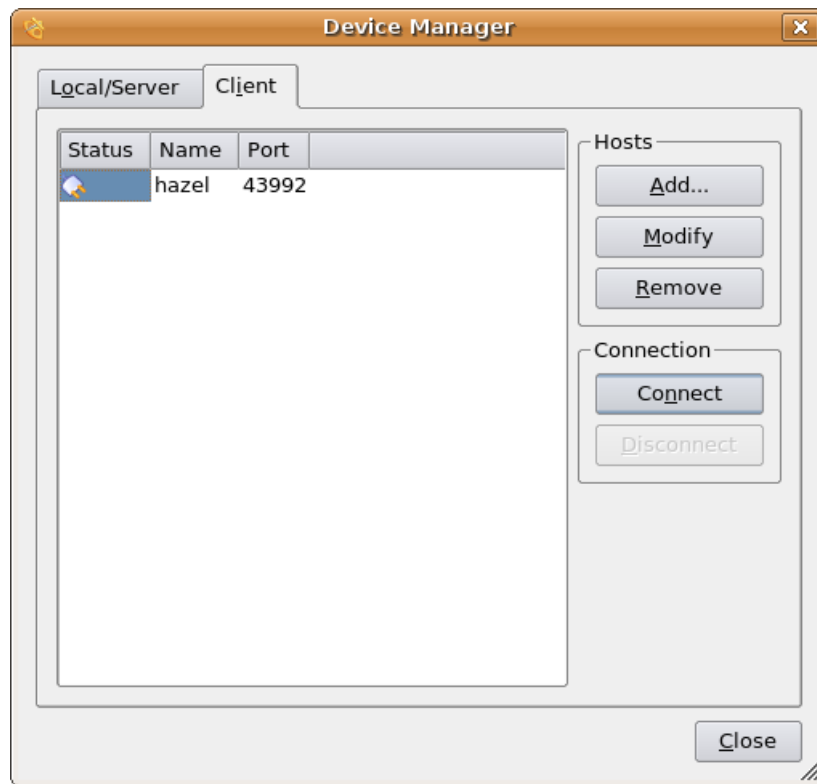 Device Manager
Local/Server Client
Status Name Port
hazel 43992
Hosts
Add...
Modify
Remove
Connection
Connect
Disconnect
Close